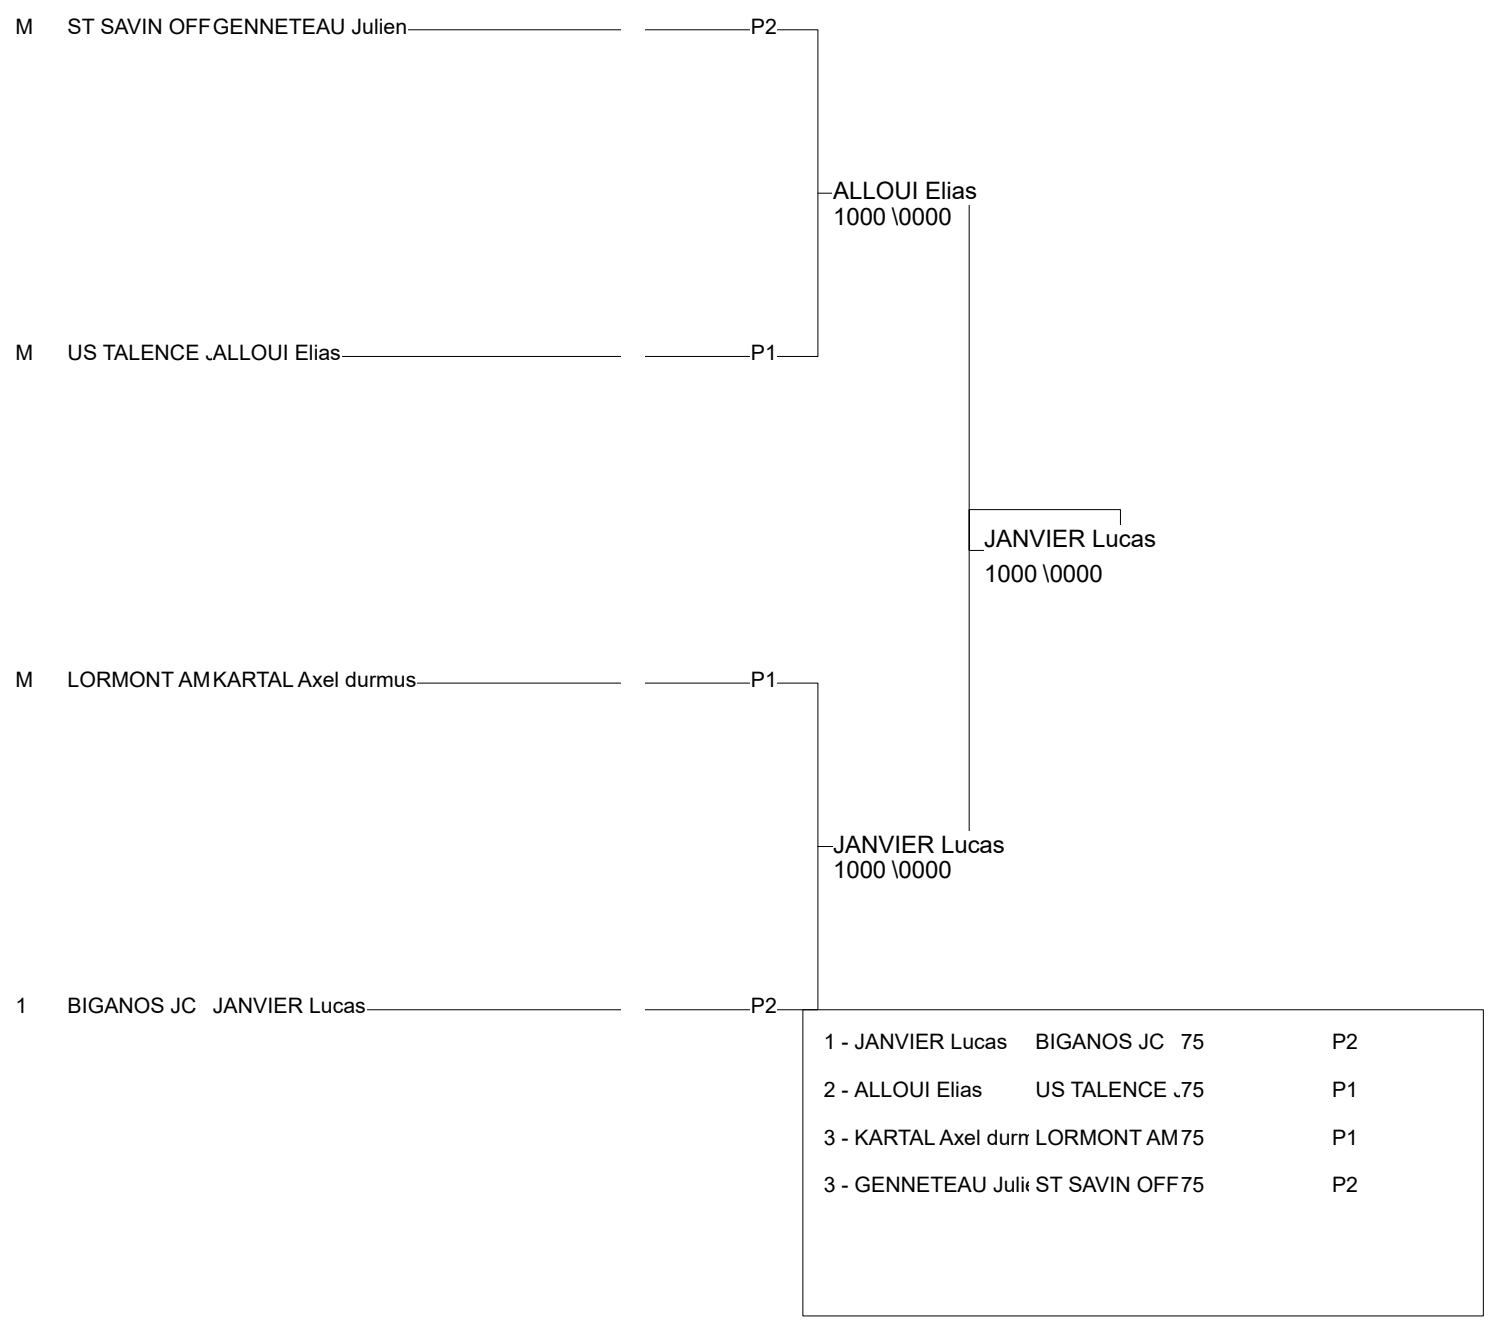 M ST SAVIN OFF GENNETEAU Julien P2
ALLOUI Elias
1000 \0000
M US TALENCE ALLOUI Elias P1
JANVIER Lucas
1000 \0000
M LORMONT AM KARTAL Axel durmus P1
JANVIER Lucas
1000 \0000
1 BIGANOS JC JANVIER Lucas P2
1 - JANVIER Lucas BIGANOS JC 75 P2
2 - ALLOUI Elias US TALENCE 75 P1
3 - KARTAL Axel LORMONT AM 75 P1
3 - GENNETEAU ST SAVIN OFF 75 P2